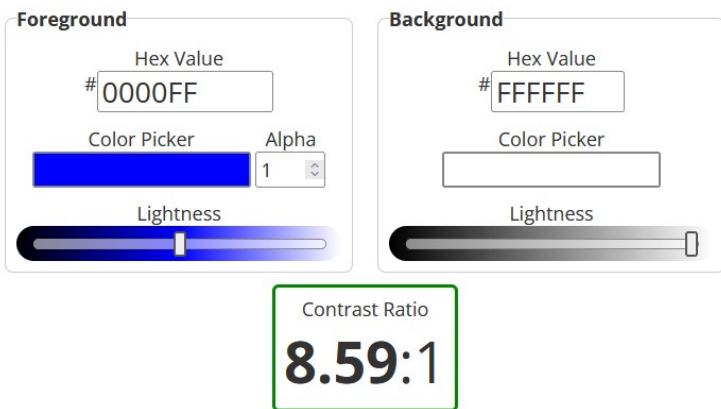 Foreground
Hex Value
#0000FF
Color Picker Alpha
1
Lightness
Background
Hex Value
#FFFFFF
Color Picker
Lightness
Contrast Ratio
8.59:1